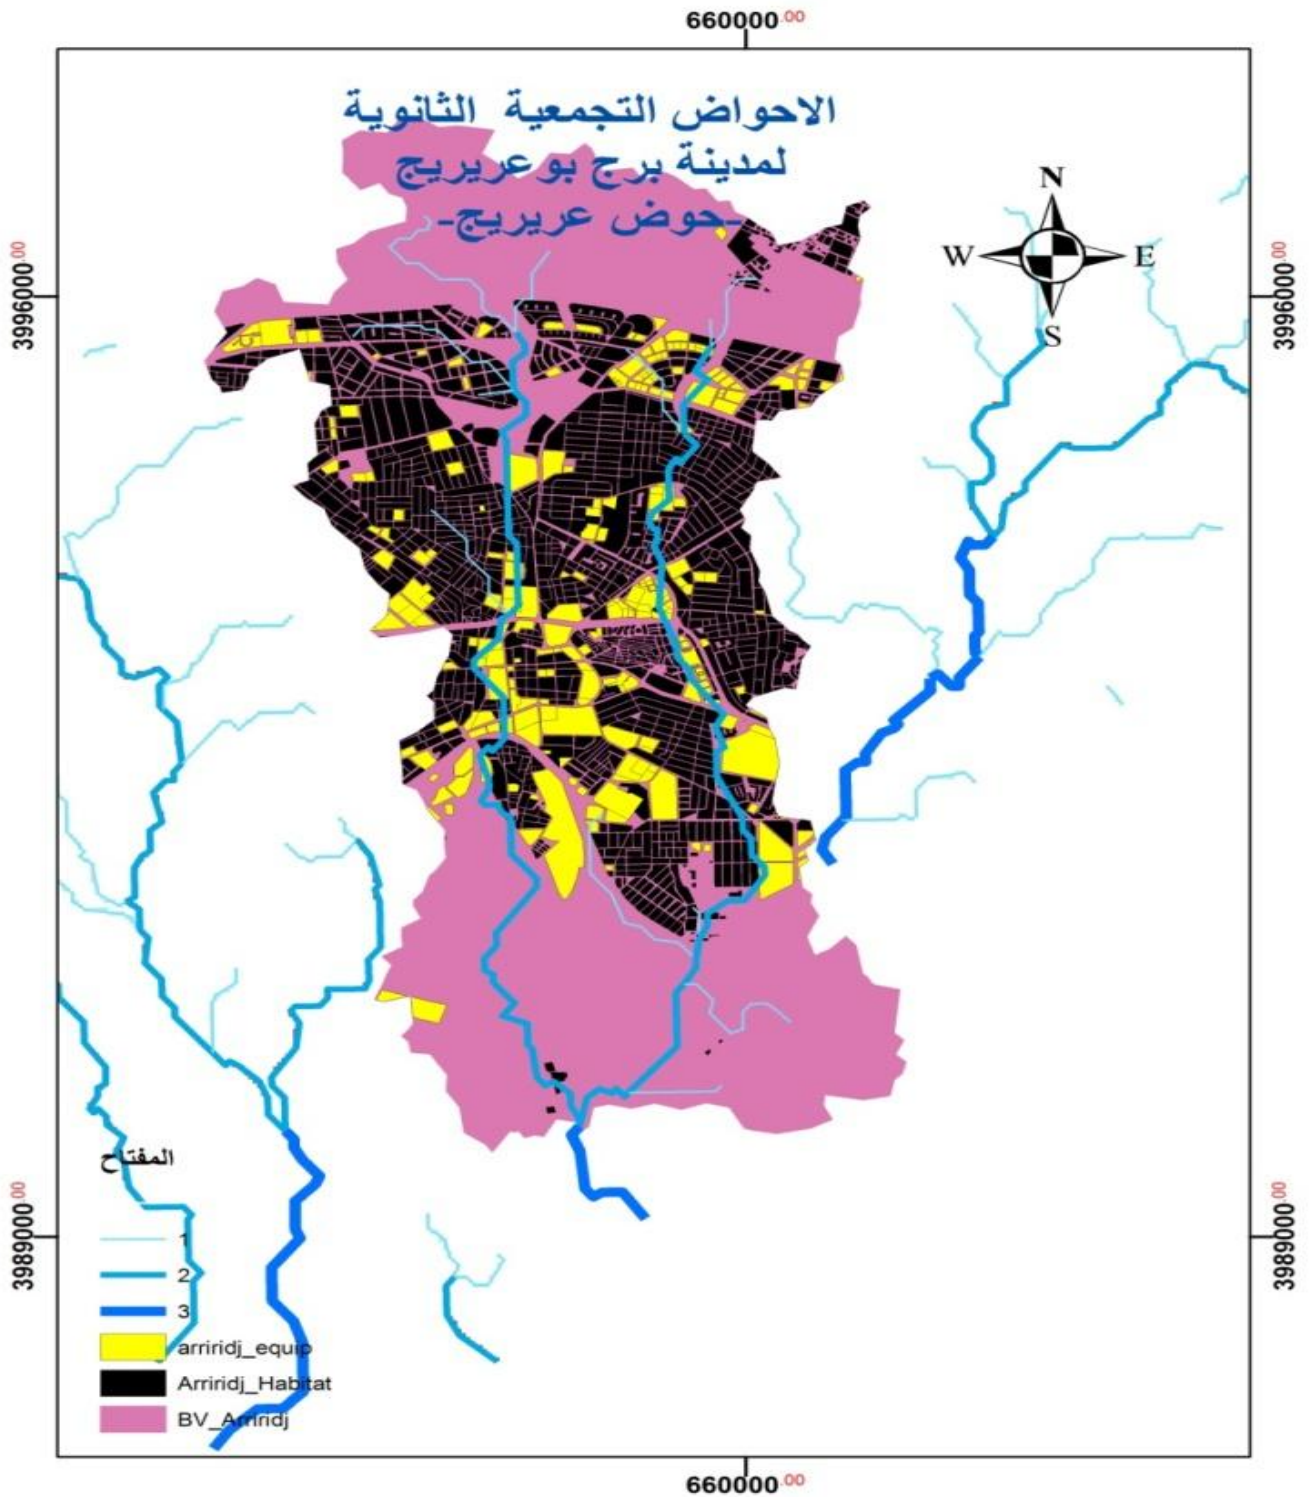 660000.00
الاحواض التجمعية الثانوية
لمدينة برج بوعريريج
-حوض عريريج-
N
W E
S
3996000.00
3996000.00
3989000.00
3989000.00
المفتاح
1
2
3
arriridj_equip
Arriridj_Habitat
BV_Arriridj
660000.00